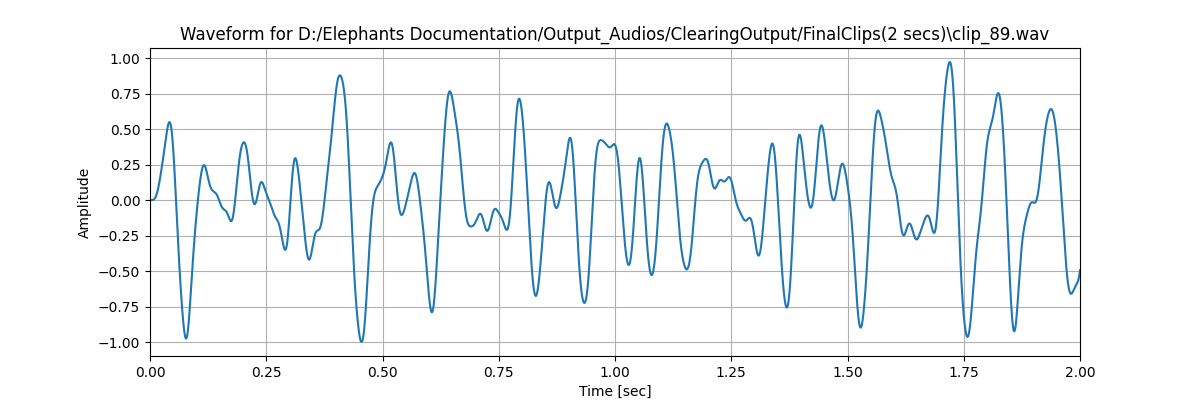 Waveform for D:/Elephants Documentation/Output_Audios/ClearingOutput/FinalClips(2 secs)\clip_89.wav
1.00
0.75
0.50
0.25
0.00
−0.25
−0.50
−0.75
−1.00
Amplitude
0.00 0.25 0.50 0.75 1.00 1.25 1.50 1.75 2.00
Time [sec]